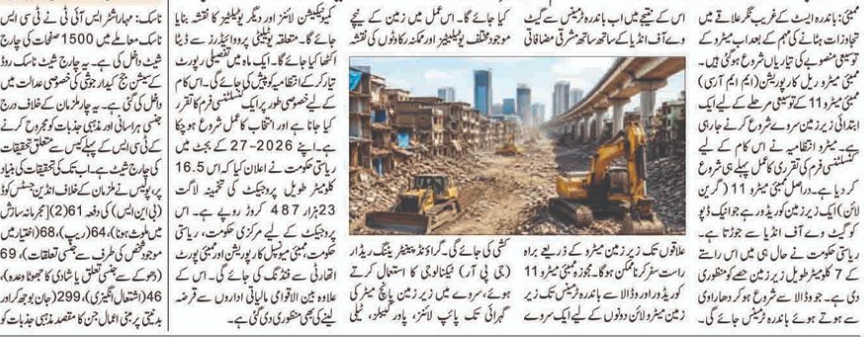 ممبئی: باندرہ ایسٹ کے غریب نگر علاقے میں
تجاوزات ہٹانے کی مہم کے بعد اب میٹرو کے
توسیعی منصوبے کی تیاریاں شروع ہوگئی ہیں۔
ممبئی میٹرو ریل کارپوریشن (ایم ایم آر سی)
میٹرو 11 کے توسیعی مرحلے کے لیے ایک
ابتدائی زیر زمین سروے شروع کرنے جارہی
ہے۔ میٹرو انتظامیہ نے اس کام کے لیے
کنسلٹنسی فرم کی تقرری کا عمل پہلے ہی شروع
کر دیا ہے۔ دراصل ممبئی میٹرو 11 (گرین
لائن) ایک زیر زمین کوریڈور ہے جو انیک ڈپو
کو گیٹ وے آف انڈیا سے جوڑتا ہے۔
ریاستی حکومت نے حال ہی میں اس راستے
کے 7 کلومیٹر طویل زیر زمین حصے کو منظوری
دی ہے۔ جو وڈالا سے شروع ہوکر دھاراوی
سے ہوتے ہوئے باندرہ ٹرمینس جائے گی۔
اس کے نتیجے میں اب باندرہ ٹرمینس سے گیٹ
وے آف انڈیا کے ساتھ ساتھ مشرقی مضافاتی
علاقوں تک زیر زمین میٹرو کے ذریعے براہ
راست سفر کرنا ممکن ہوگا۔ مجوزہ ممبئی میٹرو 11
کوریڈور اور وڈالا سے باندرہ ٹرمینس تک زیر
زمین میٹرو لائن دونوں کے لیے ایک سروے
کیا جائے گا۔ اس عمل میں زمین کے نیچے
موجود مختلف یوٹیلیٹیز اور ممکنہ رکاوٹوں کی نقشہ
کشی کی جائے گی۔ گراؤنڈ پینیٹریٹنگ ریڈار
(جی پی آر) ٹیکنالوجی کا استعمال کرتے
ہوئے، سروے میں زیر زمین پانچ میٹر کی
گہرائی تک پائپ لائنز، پاور کیبلز، ٹیلی
کمیونیکیشن لائنز اور دیگر یوٹیلیٹیز کا نقشہ بنایا
جائے گا۔ متعلقہ یوٹیلیٹی پرووائیڈرز سے ڈیٹا
اکٹھا کیا جائے گا۔ ایک ماہ میں تفصیلی رپورٹ
تیار کرکے انتظامیہ کو پیش کی جائے گی۔ اس کام
کے لیے خصوصی طور پر ایک کنسلٹنسی فرم کا تقرر
کیا جانا ہے اور انتخاب کا عمل شروع ہو چکا
ہے۔ اپنے 2026-27 کے بجٹ میں
ریاستی حکومت نے اعلان کیا کہ اس 16.5
کلومیٹر طویل پروجیکٹ کی تخمینہ لاگت
23 ہزار 487 کروڑ روپے ہے۔ اس
پروجیکٹ کے لیے مرکزی حکومت، ریاستی
حکومت، ممبئی میونسپل کارپوریشن اور ممبئی پورٹ
اتھارٹی سے فنڈنگ کی جائے گی۔ اس کے
علاوہ بین الاقوامی مالیاتی اداروں سے قرضہ
لینے کی بھی منظوری دی گئی ہے۔
ناسک: مہاراشٹر ایس آئی ٹی نے ٹی سی ایس
ناسک معاملے میں 1500 صفحات کی چارج
شیٹ داخل کی ہے۔ یہ چارج شیٹ ناسک روڈ
کے سیشن جج کیدار جوشی کی خصوصی عدالت میں
داخل کی گئی ہے۔ یہ چار ملزمان کے خلاف درج
جنسی ہراسانی اور مذہبی جذبات کو مجروح کرنے
کے ٹی سی ایس کے پہلے کیس سے متعلق تحقیقات
کی چارج شیٹ ہے۔ اب تک کی تحقیقات کی بنیاد
پر، پولیس نے ملزمان کے خلاف انڈین جسٹس کوڈ
(بی این ایس) کی دفعہ 61(2) [مجرمانہ سازش
میں ملوث ہونا)، 64(ریپ)، 68(اختیار میں
موجود شخص کی طرف سے جنسی تعلقات)، 69
(دھوکے سے جنسی تعلق یا شادی کا جھوٹا وعدہ)،
46(اشتعال انگیزی)، 299(جان بوجھ کر اور
بدنیتی پر مبنی اعمال جن کا مقصد مذہبی جذبات کو